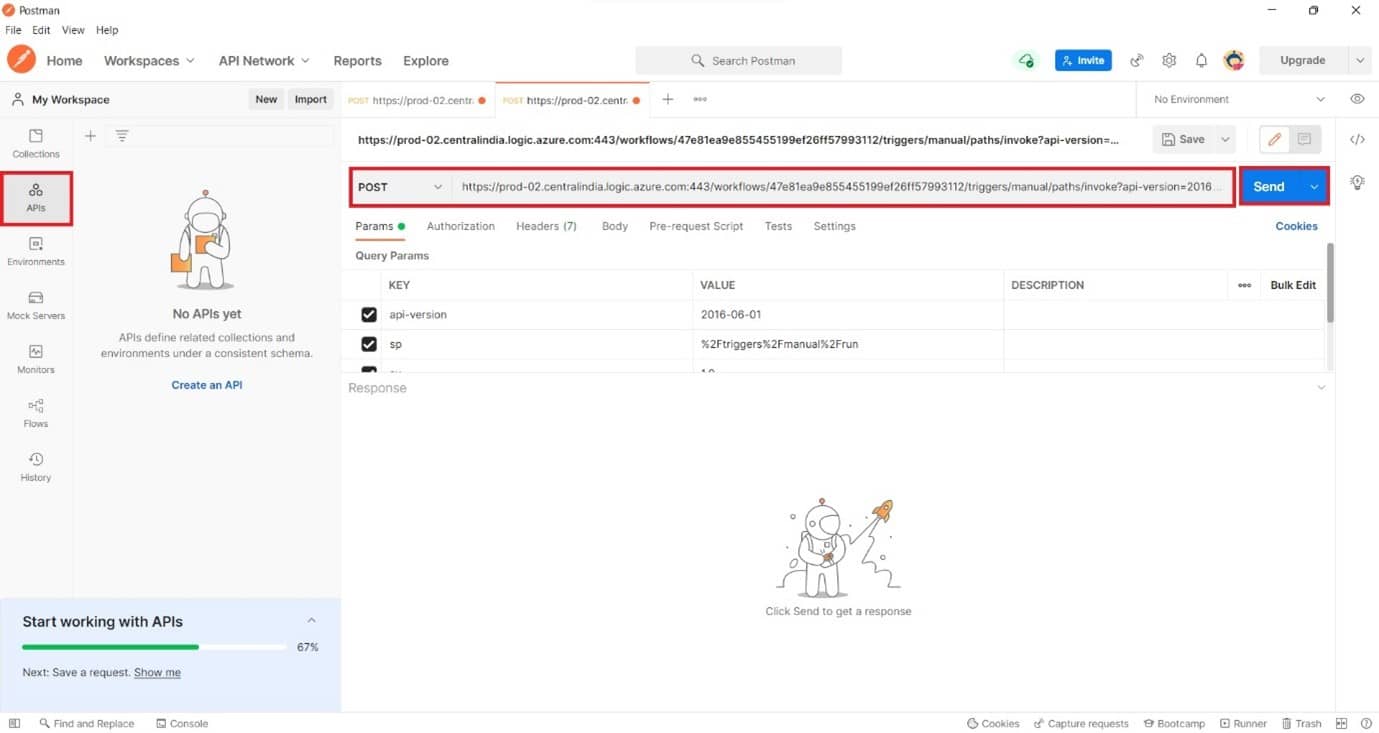 Postman
File Edit View Help
Home Workspaces API Network Reports Explore Search Postman Invite Upgrade
My Workspace New Import POST https://prod-02.centra POST https://prod-02.centra No Environment
Collections
APIs
Environments
Mock Servers
Monitors
Flows
History
No APIs yet
APIs define related collections and
environments under a consistent schema.
Create an API
Start working with APIs
67%
Next: Save a request. Show me
https://prod-02.centralindia.logic.azure.com:443/workflows/47e81ea9e855455199ef26ff57993112/triggers/manual/paths/invoke?api-version=... Save
POST https://prod-02.centralindia.logic.azure.com:443/workflows/47e81ea9e855455199ef26ff57993112/triggers/manual/paths/invoke?api-version=2016... Send
Params Authorization Headers (7) Body Pre-request Script Tests Settings Cookies
Query Params
KEY VALUE DESCRIPTION Bulk Edit
api-version 2016-06-01
sp %2Ftriggers%2Fmanual%2Frun
Response
Click Send to get a response
Find and Replace Console Cookies Capture requests Bootcamp Runner Trash